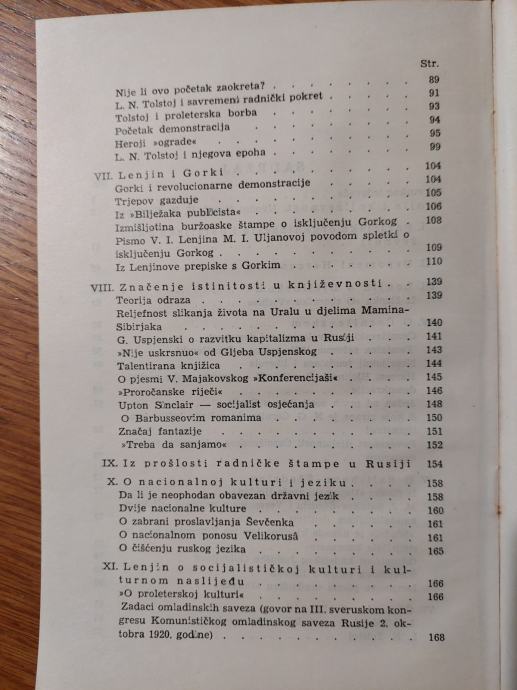 Str.
Nije li ovo početak zaokreta? . . . . . . . . 89
L. N. Tolstoj i savremeni radnički pokret . . . . . 91
Tolstoj i proleterska borba . . . . . . . . 93
Početak demonstracija . . . . . . . . . 94
Heroji »ograde« . . . . . . . . . . 95
L. N. Tolstoj i njegova epoha . . . . . . . . 99
VII. Lenjin i Gorki . . . . . . . . . 104
Gorki i revolucionarne demonstracije . . . . . . 104
Trjepov gazduje . . . . . . . . . . 105
Iz »Bilježaka publicista« . . . . . . . . 106
Izmišljotina buržoaske štampe o isključenju Gorkog . . 108
Pismo V. I. Lenjina M. I. Uljanovoj povodom spletki o
isključenju Gorkog . . . . . . . . . 109
Iz Lenjinove prepiske s Gorkim . . . . . . . 110
VIII. Značenje istinitosti u književnosti . . 139
Teorija odraza . . . . . . . . . . 139
Reljefnost slikanja života na Uralu u djelima Mamina-
Sibirjaka . . . . . . . . . . . 140
G. Uspjenski o razvitku kapitalizma u Rusiji . . . . 141
»Nije uskrsnuo« od Gljeba Uspjenskog . . . . . 143
Talentirana knjižica . . . . . . . . . 144
O pjesmi V. Majakovskog »Konferencijaši« . . . . . 145
»Proročanske riječi« . . . . . . . . . 146
Upton Sinclair — socijalist osjećanja . . . . . . 148
O Barbusseovim romanima . . . . . . . . 150
Značaj fantazije . . . . . . . . . . 151
»Treba da sanjamo« . . . . . . . . . 152
IX. Iz prošlosti radničke štampe u Rusiji 154
X. O nacionalnoj kulturi i jeziku . . . . . 158
Da li je neophodan obavezan državni jezik . . . . . 158
Dvije nacionalne kulture . . . . . . . . 160
O zabrani proslavljanja Ševčenka . . . . . . . 161
O nacionalnom ponosu Velikorusâ . . . . . . . 161
O čišćenju ruskog jezika . . . . . . . . 165
XI. Lenjin o socijalističkoj kulturi i kul-
turnom naslijeđu . . . . . . . . 166
»O proleterskoj kulturi« . . . . . . . . 166
Zadaci omladinskih saveza (govor na III. sveruskom kon-
gresu Komunističkog omladinskog saveza Rusije 2. ok-
tobra 1920. godine) . . . . . . . . . 168